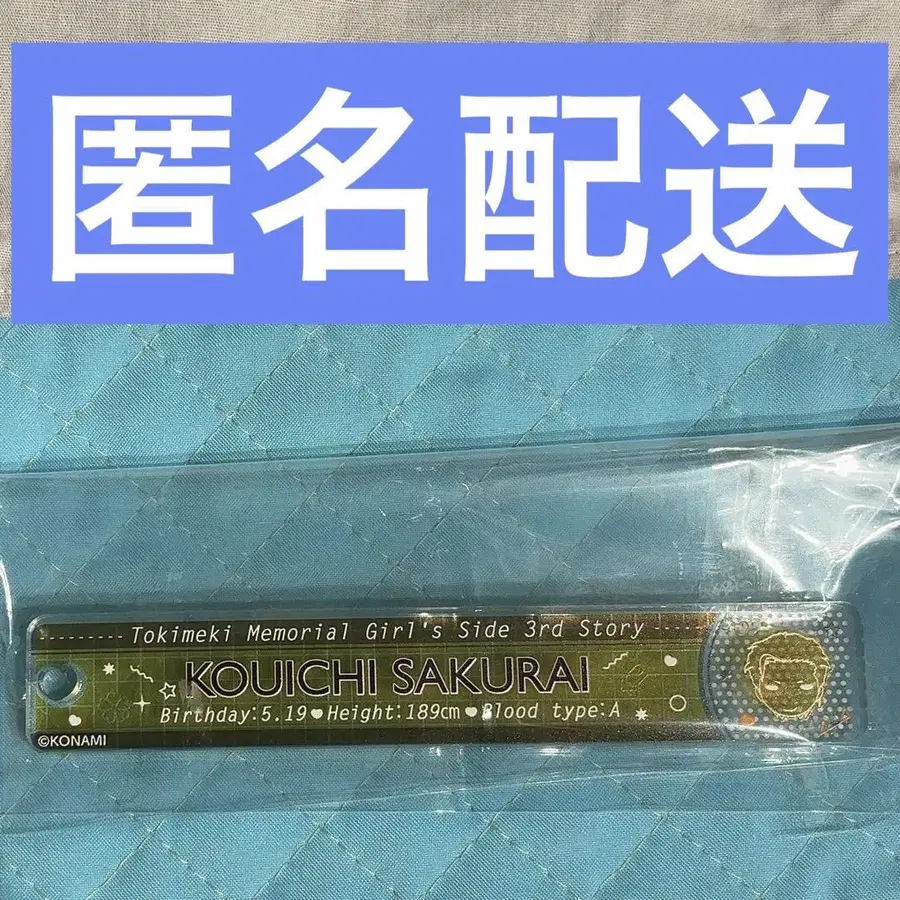 匿名配送
Tokimeki Memorial Girl's Side 3rd Story
KOUICHI SAKURAI
Birthday:5.19♥Height:189cm♥Blood type:A
©KONAMI